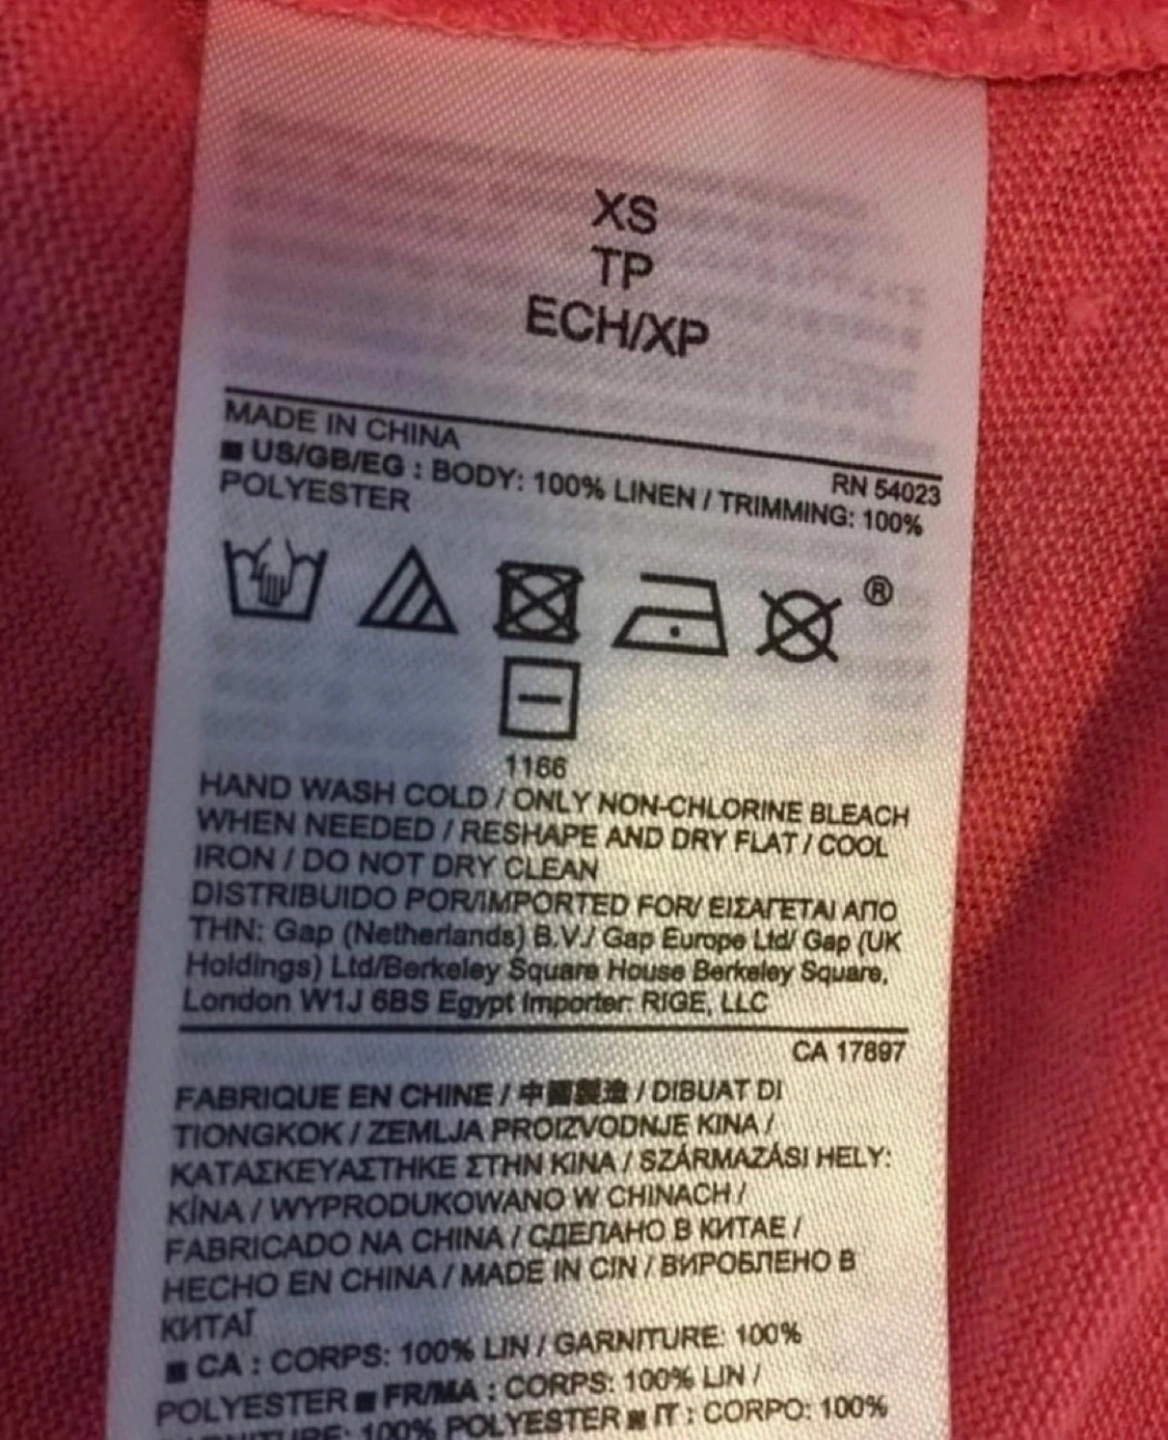 XS
TP
ECH/XP
MADE IN CHINA
RN 54023
■ US/GB/EG : BODY: 100% LINEN / TRIMMING: 100%
POLYESTER
®
1166
HAND WASH COLD / ONLY NON-CHLORINE BLEACH
WHEN NEEDED / RESHAPE AND DRY FLAT / COOL
IRON / DO NOT DRY CLEAN
DISTRIBUIDO POR/IMPORTED FOR/ ΕΙΣΑΓΕΤΑΙ ΑΠΟ
ΤΗΝ: Gap (Netherlands) B.V./ Gap Europe Ltd/ Gap (UK
Holdings) Ltd/Berkeley Square House Berkeley Square,
London W1J 6BS Egypt Importer: RIGE, LLC
CA 17897
FABRIQUE EN CHINE / 中國製造 / DIBUAT DI
TIONGKOK / ZEMLJA PROIZVODNJE KINA /
ΚΑΤΑΣΚΕΥΑΣΤΗΚΕ ΣΤΗΝ ΚΙΝΑ / SZÁRMAZÁSI HELY:
KÍNA / WYPRODUKOWANO W CHINACH /
FABRICADO NA CHINA / СДЕЛАНО В КИТАЕ /
HECHO EN CHINA / MADE IN CIN / ВИРОБЛЕНО В
КИТАЇ
■ CA : CORPS: 100% LIN / GARNITURE: 100%
POLYESTER ■ FR/MA : CORPS: 100% LIN /
GARNITURE: 100% POLYESTER ■ IT : CORPO: 100%